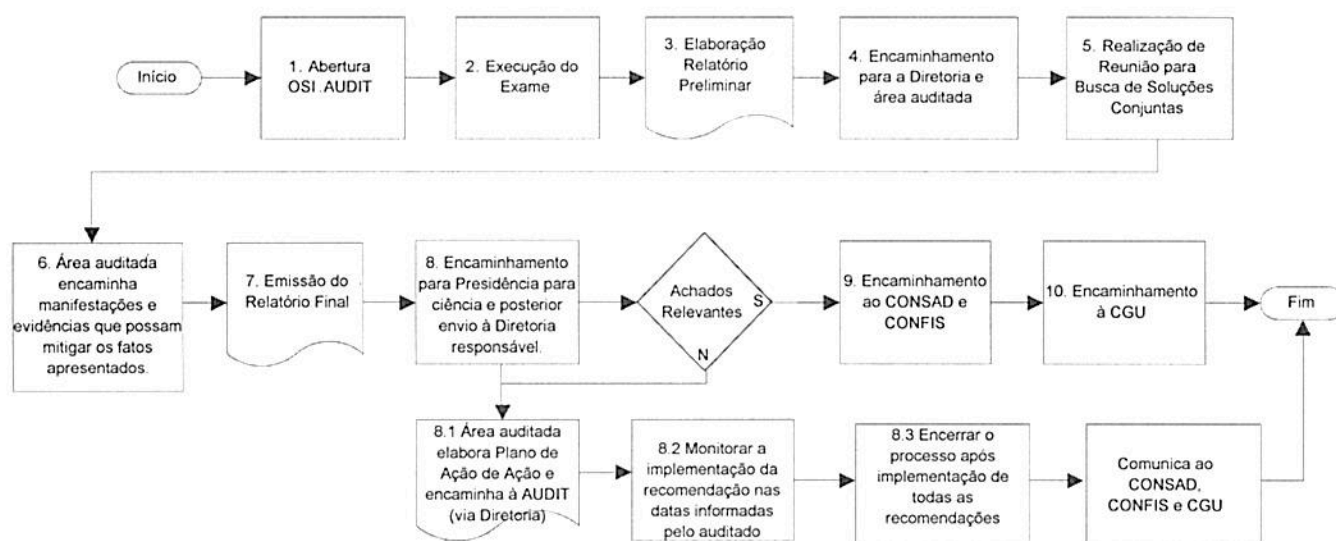 Início
1. Abertura
OSI.AUDIT
2. Execução do
Exame
3. Elaboração
Relatório
Preliminar
4. Encaminhamento
para a Diretoria e
área auditada
5. Realização de
Reunião para
Busca de Soluções
Conjuntas
6. Área auditada
encaminha
manifestações e
evidências que possam
mitigar os fatos
apresentados.
7. Emissão do
Relatório Final
8. Encaminhamento
para Presidência para
ciência e posterior
envio à Diretoria
responsável.
Achados
Relevantes
S
N
9. Encaminhamento
ao CONSAD e
CONFIS
10. Encaminhamento
à CGU
Fim
8.1 Área auditada
elabora Plano de
Ação de Ação e
encaminha à AUDIT
(via Diretoria)
8.2 Monitorar a
implementação da
recomendação nas
datas informadas
pelo auditado
8.3 Encerrar o
processo após
implementação de
todas as
recomendações
Comunica ao
CONSAD,
CONFIS e CGU